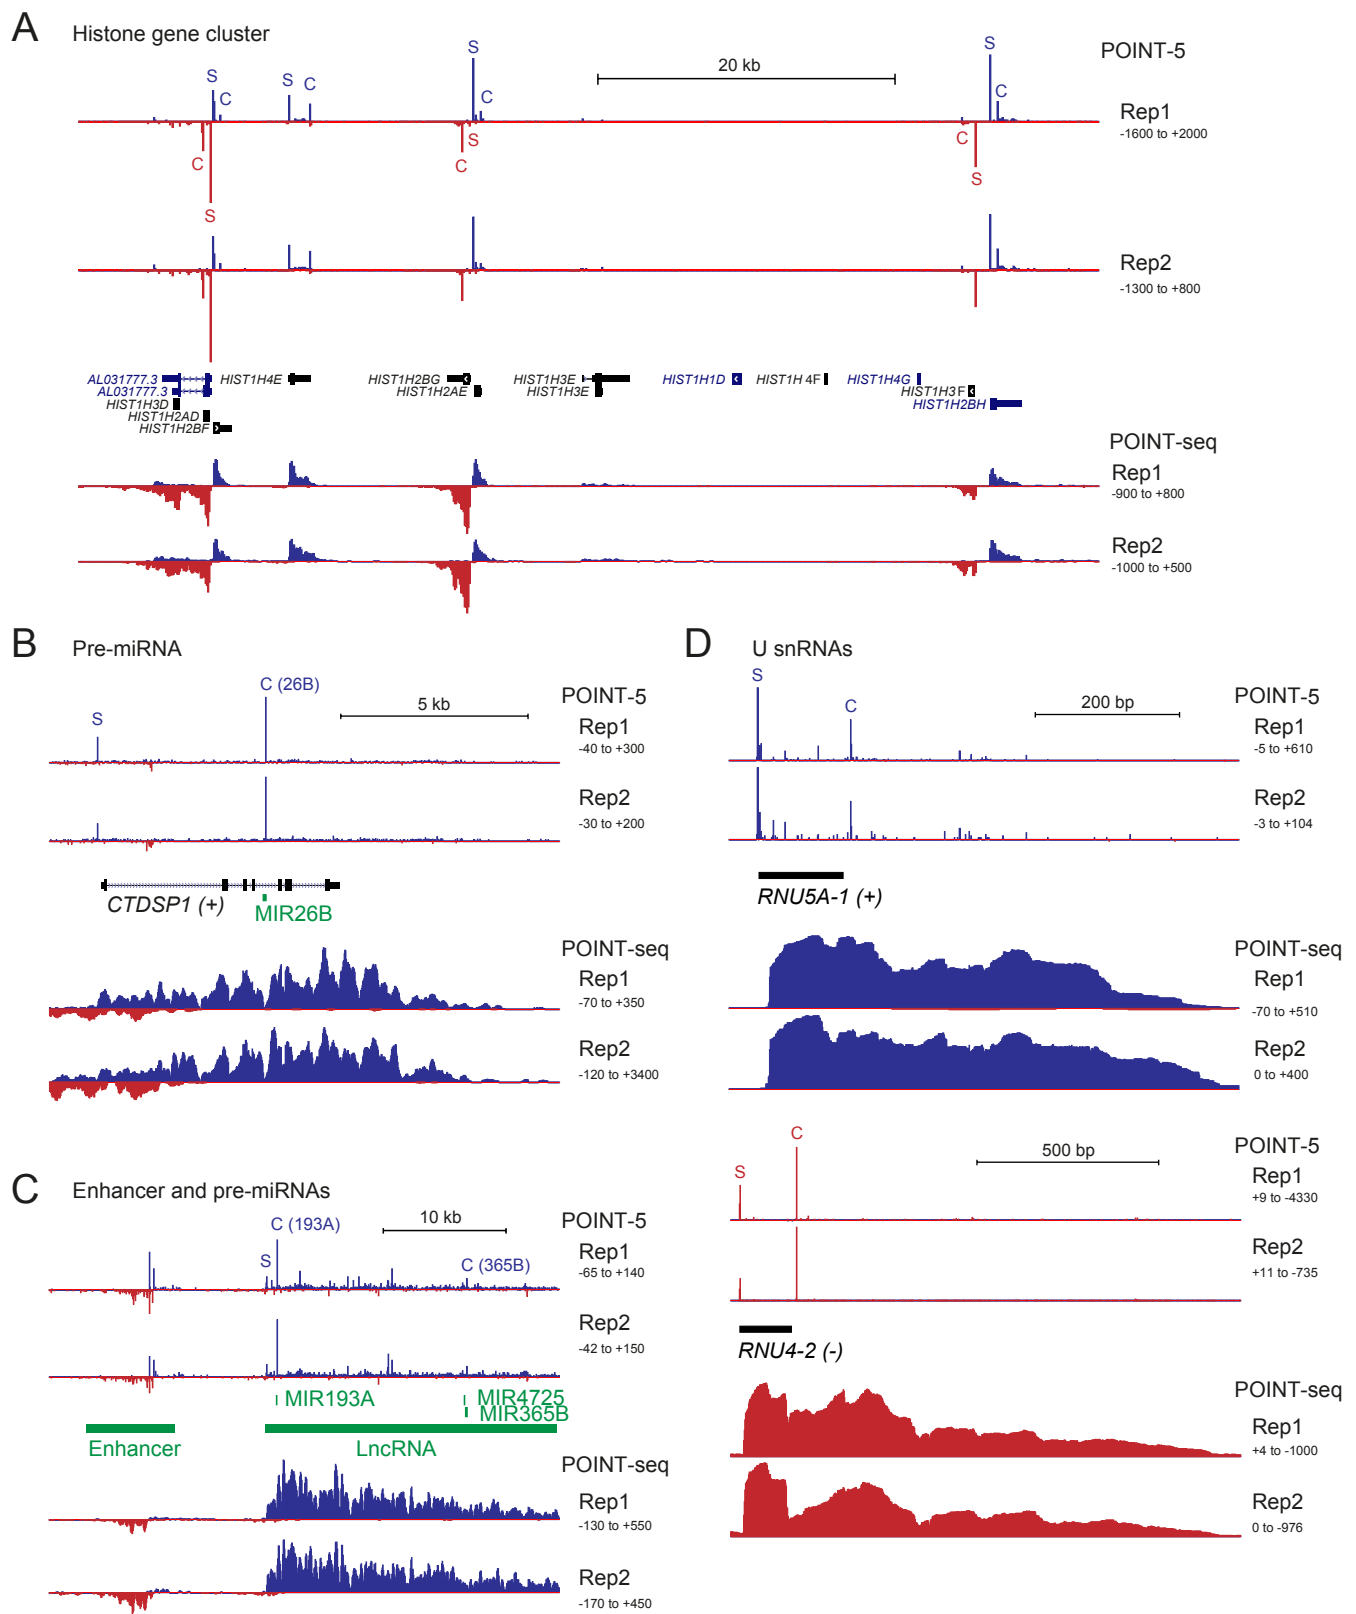 A Histone gene cluster
POINT-5
20 kb
S C S C S C S C
Rep1
-1600 to +2000
C S C S C S
Rep2
-1300 to +800
AL031777.3 HIST1H4E HIST1H2BG HIST1H3E HIST1H1D HIST1H 4F HIST1H4G
AL031777.3 HIST1H2AE HIST1H3E HIST1H3F
HIST1H3D HIST1H2BH
HIST1H2AD
HIST1H2BF
POINT-seq
Rep1
-900 to +800
Rep2
-1000 to +500
B Pre-miRNA
C (26B)
S
5 kb
POINT-5
Rep1
-40 to +300
Rep2
-30 to +200
CTDSP1 (+)
MIR26B
POINT-seq
Rep1
-70 to +350
Rep2
-120 to +3400
C Enhancer and pre-miRNAs
C (193A)
10 kb
POINT-5
S
C (365B)
Rep1
-65 to +140
Rep2
-42 to +150
MIR193A MIR4725
MIR365B
Enhancer LncRNA
POINT-seq
Rep1
-130 to +550
Rep2
-170 to +450
D U snRNAs
S C
200 bp
POINT-5
Rep1
-5 to +610
Rep2
-3 to +104
RNU5A-1 (+)
POINT-seq
Rep1
-70 to +510
Rep2
0 to +400
S C
500 bp
POINT-5
Rep1
+9 to -4330
Rep2
+11 to -735
RNU4-2 (-)
POINT-seq
Rep1
+4 to -1000
Rep2
0 to -976